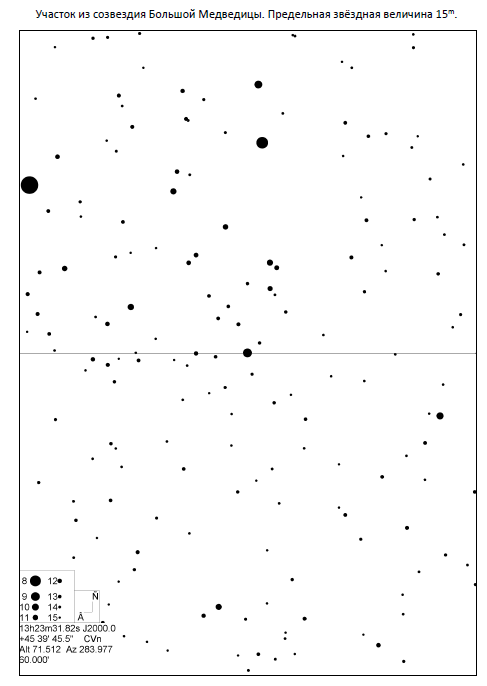 Участок из созвездия Большой Медведицы. Предельная звёздная величина 15ᵐ.
8 12
9 13 Ñ
10 14
11 15 Â
13h23m31.82s J2000.0
+45 39' 45.5" CVn
Alt 71.512 Az 283.977
60.000'